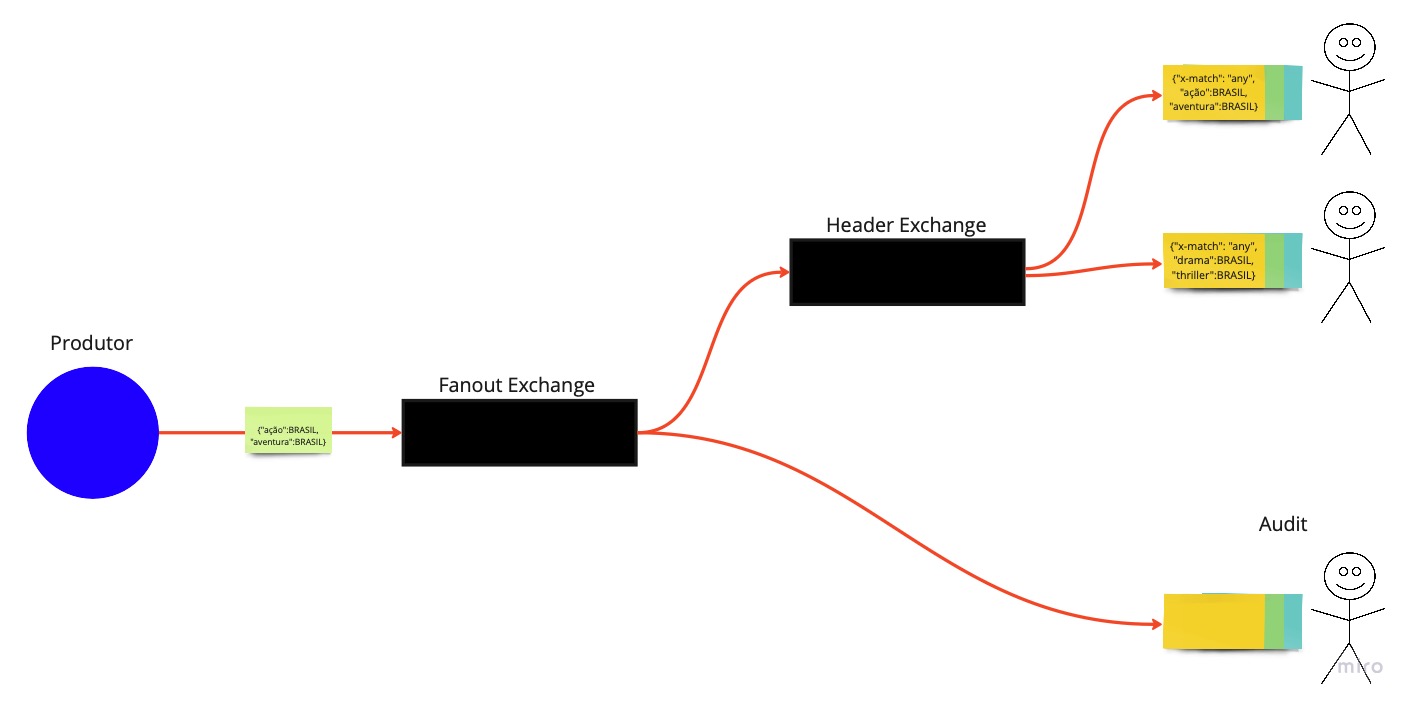 {"x-match": "any",
"ação":BRASIL,
"aventura":BRASIL}
Header Exchange
{"x-match": "any",
"drama":BRASIL,
"thriller":BRASIL}
Produtor
Fanout Exchange
{"ação":BRASIL,
"aventura":BRASIL}
Audit
miro